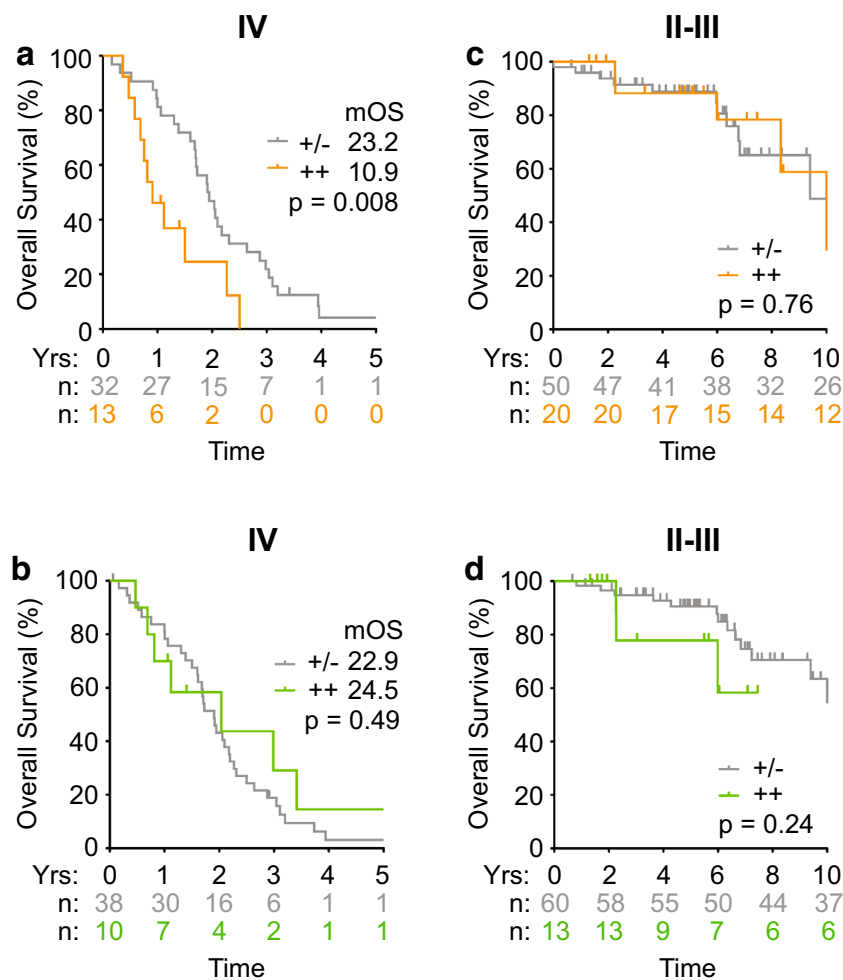 a
IV
Overall Survival (%)
100
80
60
40
20
0
mOS
+/- 23.2
++ 10.9
p = 0.008
Yrs: 0 1 2 3 4 5
n: 32 27 15 7 1 1
n: 13 6 2 0 0 0
Time
c
II-III
Overall Survival (%)
100
80
60
40
20
0
+/-
++
p = 0.76
Yrs: 0 2 4 6 8 10
n: 50 47 41 38 32 26
n: 20 20 17 15 14 12
Time
b
IV
Overall Survival (%)
100
80
60
40
20
0
mOS
+/- 22.9
++ 24.5
p = 0.49
Yrs: 0 1 2 3 4 5
n: 38 30 16 6 1 1
n: 10 7 4 2 1 1
Time
d
II-III
Overall Survival (%)
100
80
60
40
20
0
+/-
++
p = 0.24
Yrs: 0 2 4 6 8 10
n: 60 58 55 50 44 37
n: 13 13 9 7 6 6
Time